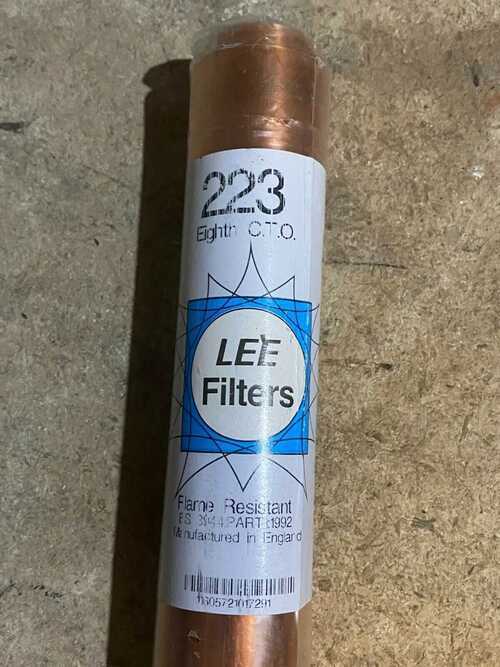 223
Eighth C.T.O.
LEE
Filters
Flame Resistant
BS 3944:PART:1992
Manufactured in England